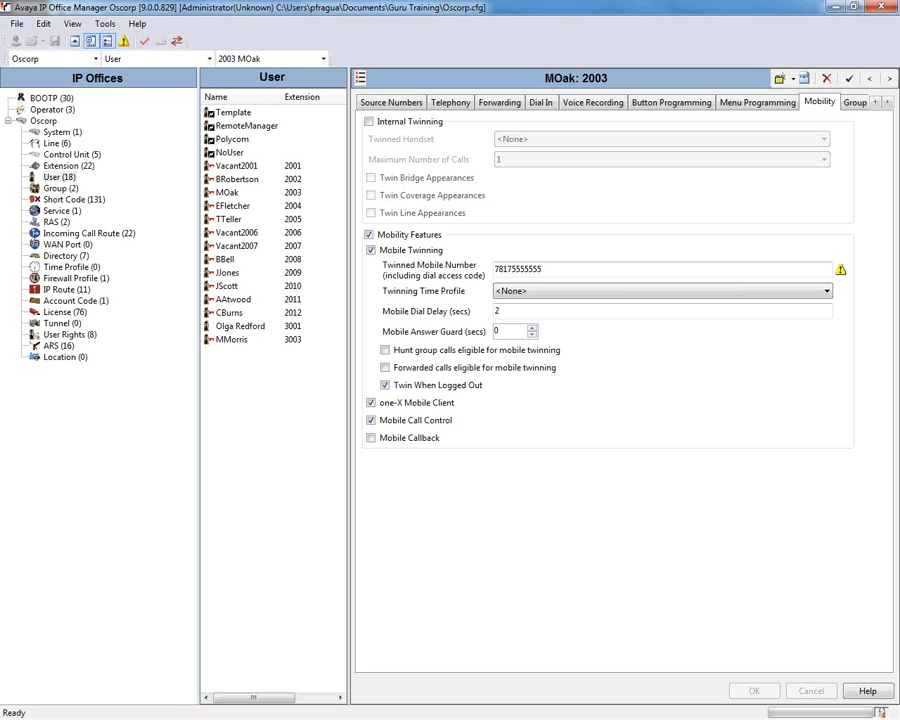 Avaya IP Office Manager Oscorp [9.0.0.829] [Administrator(Unknown) C:\Users\pfragua\Documents\Guru Training\Oscorp.cfg]
File Edit View Tools Help
Oscorp User 2003 MOak
IP Offices
BOOTP (30)
Operator (3)
Oscorp
System (1)
Line (6)
Control Unit (5)
Extension (22)
User (18)
Group (2)
Short Code (131)
Service (1)
RAS (2)
Incoming Call Route (22)
WAN Port (0)
Directory (7)
Time Profile (0)
Firewall Profile (1)
IP Route (11)
Account Code (1)
License (76)
Tunnel (0)
User Rights (8)
ARS (16)
Location (0)
User
Name Extension
Template
RemoteManager
Polycom
NoUser
Vacant2001 2001
BRobertson 2002
MOak 2003
EFletcher 2004
TTeller 2005
Vacant2006 2006
Vacant2007 2007
BBell 2008
JJones 2009
JScott 2010
AAtwood 2011
CBurns 2012
Olga Redford 3001
MMorris 3003
MOak: 2003
Source Numbers Telephony Forwarding Dial In Voice Recording Button Programming Menu Programming Mobility Group
Internal Twinning
Twinned Handset <None>
Maximum Number of Calls 1
Twin Bridge Appearances
Twin Coverage Appearances
Twin Line Appearances
Mobility Features
Mobile Twinning
Twinned Mobile Number
(including dial access code) 78175555555
Twinning Time Profile <None>
Mobile Dial Delay (secs) 2
Mobile Answer Guard (secs) 0
Hunt group calls eligible for mobile twinning
Forwarded calls eligible for mobile twinning
Twin When Logged Out
one-X Mobile Client
Mobile Call Control
Mobile Callback
OK Cancel Help
Ready